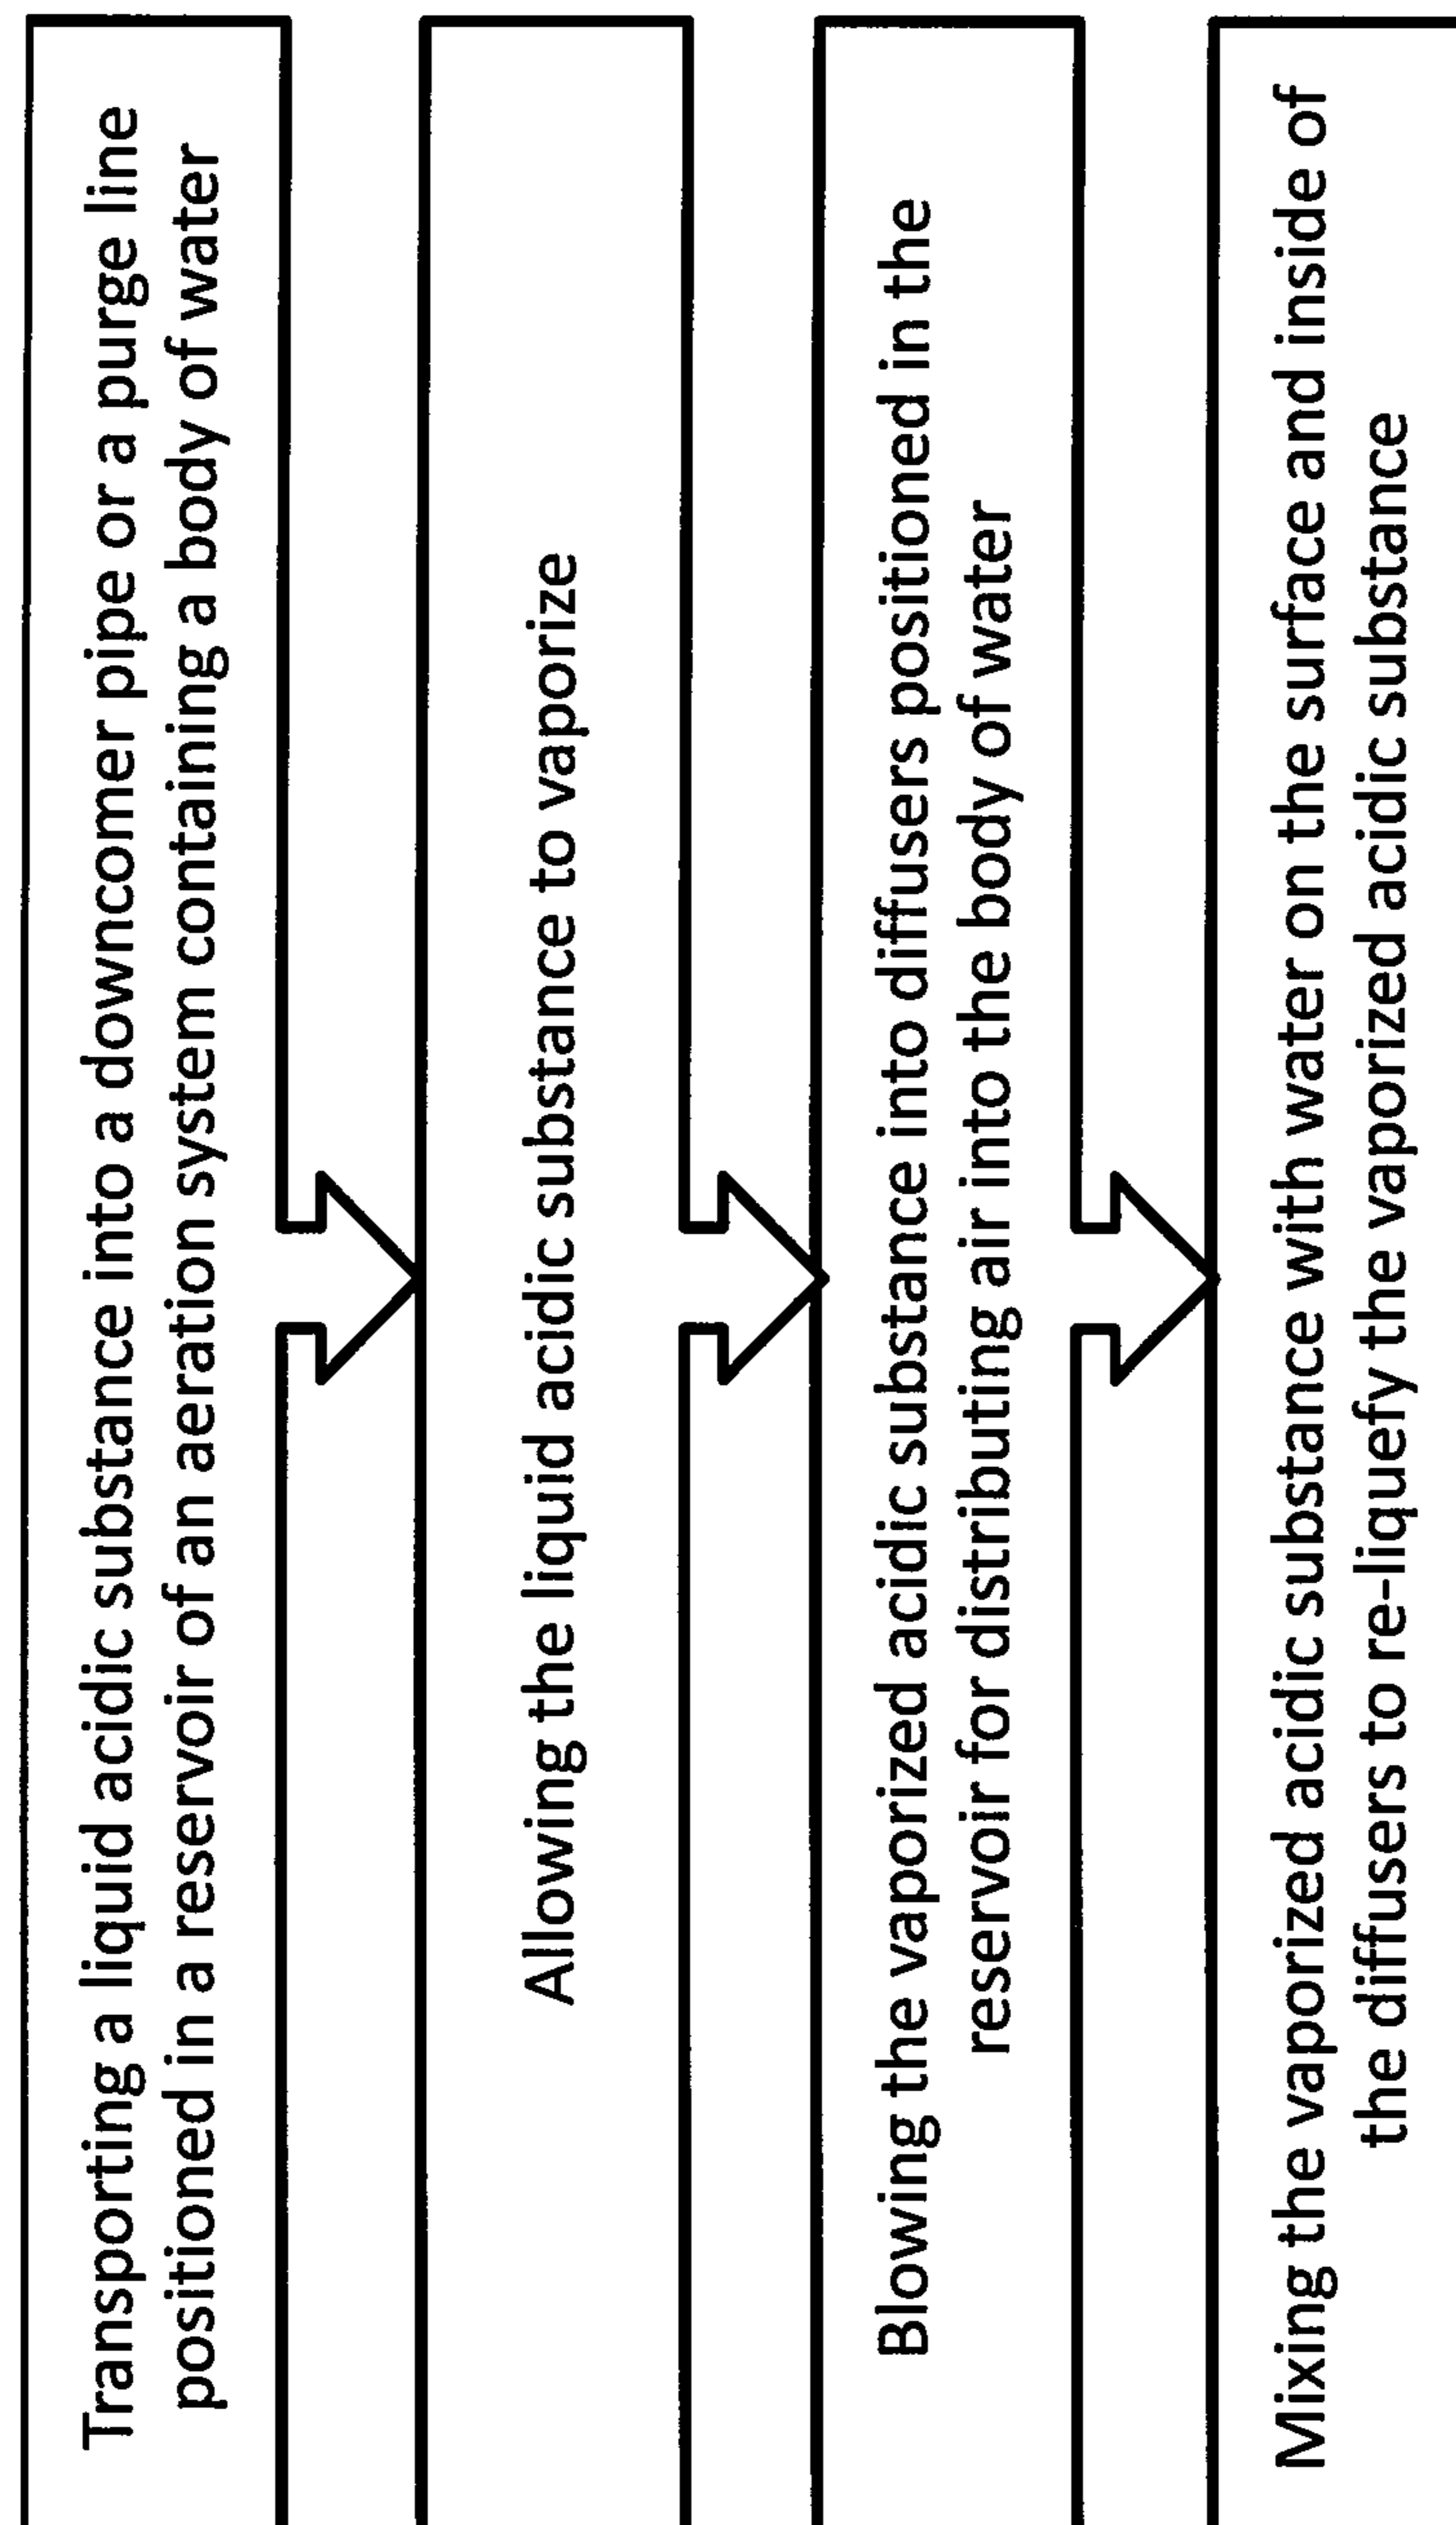 Transporting a liquid acidic substance into a downcomer pipe or a purge line
positioned in a reservoir of an aeration system containing a body of water
Allowing the liquid acidic substance to vaporize
Blowing the vaporized acidic substance into diffusers positioned in the
reservoir for distributing air into the body of water
Mixing the vaporized acidic substance with water on the surface and inside of
the diffusers to re-liquefy the vaporized acidic substance